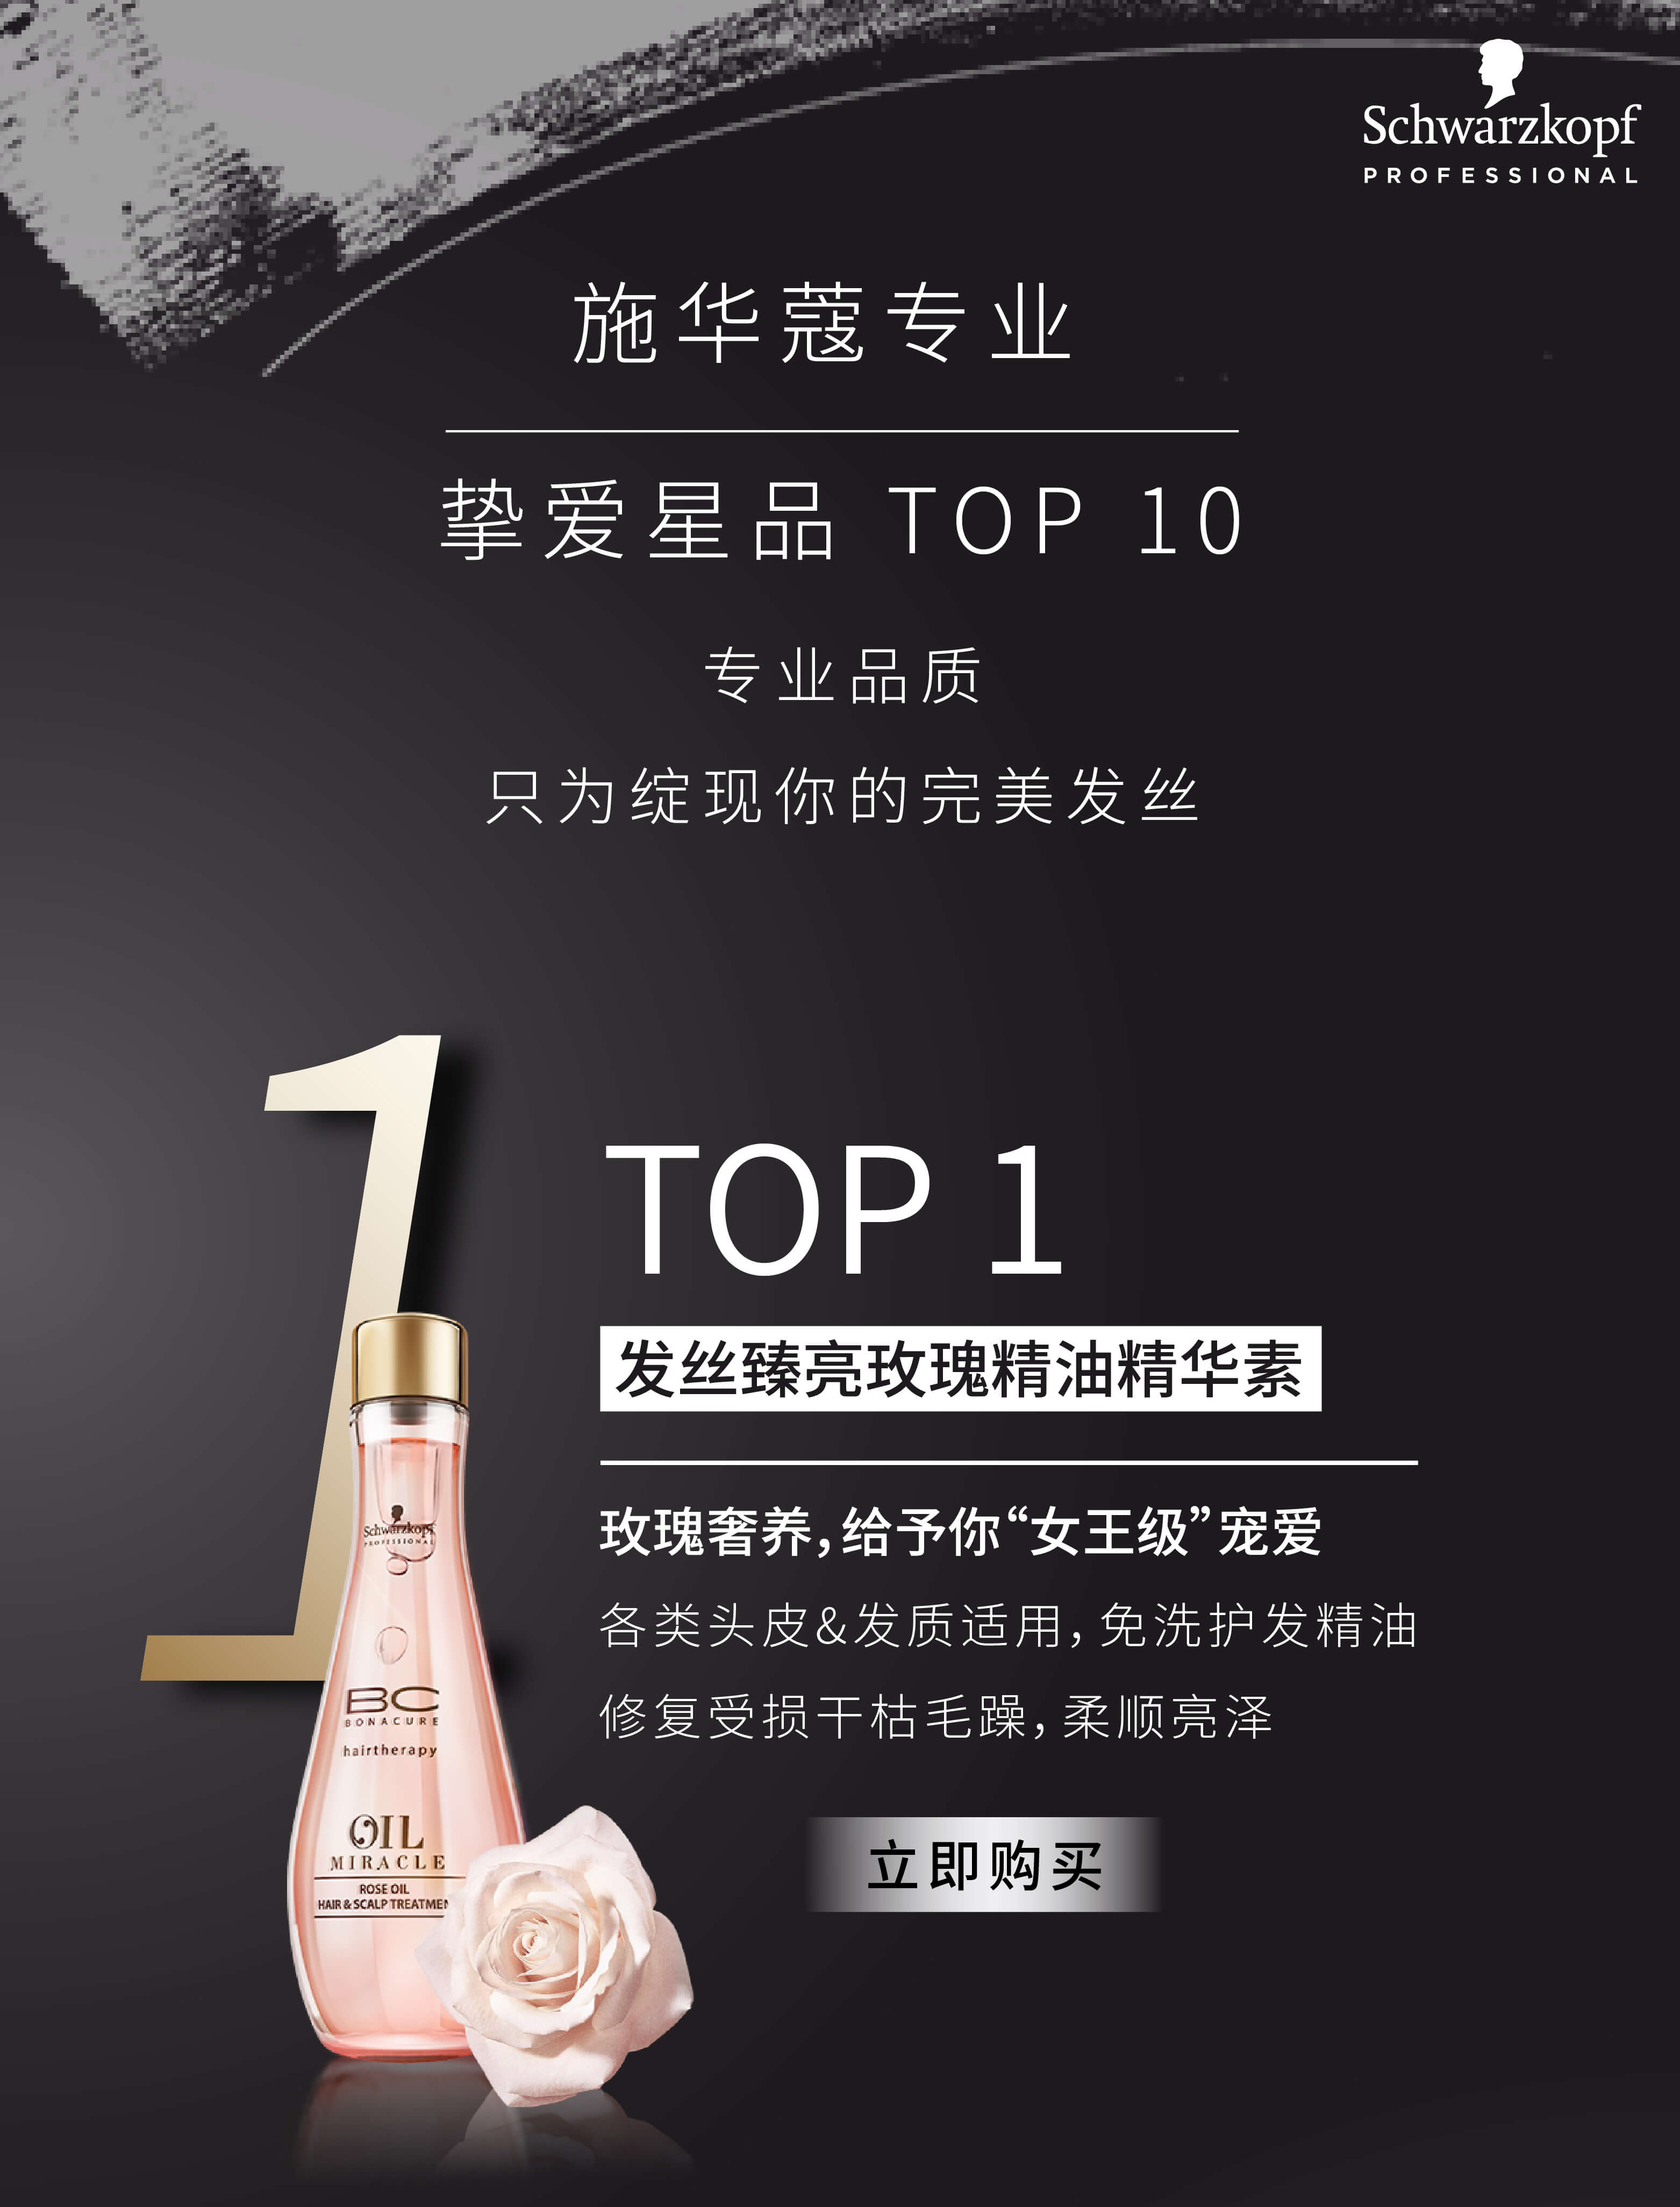 Schwarzkopf
PROFESSIONAL
施华蔻专业
挚爱星品 TOP 10
专业品质
只为绽现你的完美发丝
1
TOP 1
发丝臻亮玫瑰精油精华素
玫瑰奢养，给予你“女王级”宠爱
各类头皮&发质适用，免洗护发精油
修复受损干枯毛躁，柔顺亮泽
立即购买
Schwarzkopf
PROFESSIONAL
BC
BONACURE
hairtherapy
OIL
MIRACLE
ROSE OIL
HAIR & SCALP TREATMEN